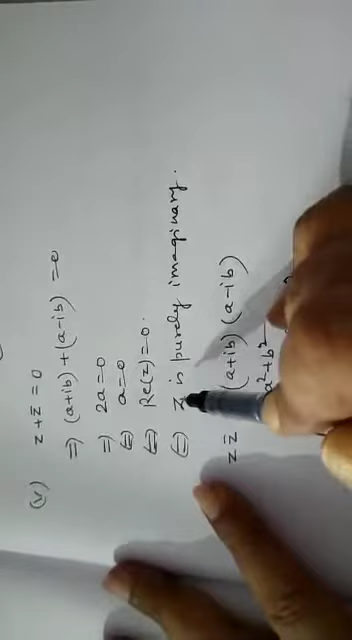 (v) z + z̅ = 0
⇒ (a+ib) + (a-ib) = 0
⇒ 2a = 0
⇔ a = 0
⇔ Re(z) = 0.
⇔ z is purely imaginary.
z z̅ (a+ib) (a-ib)
a² + b²